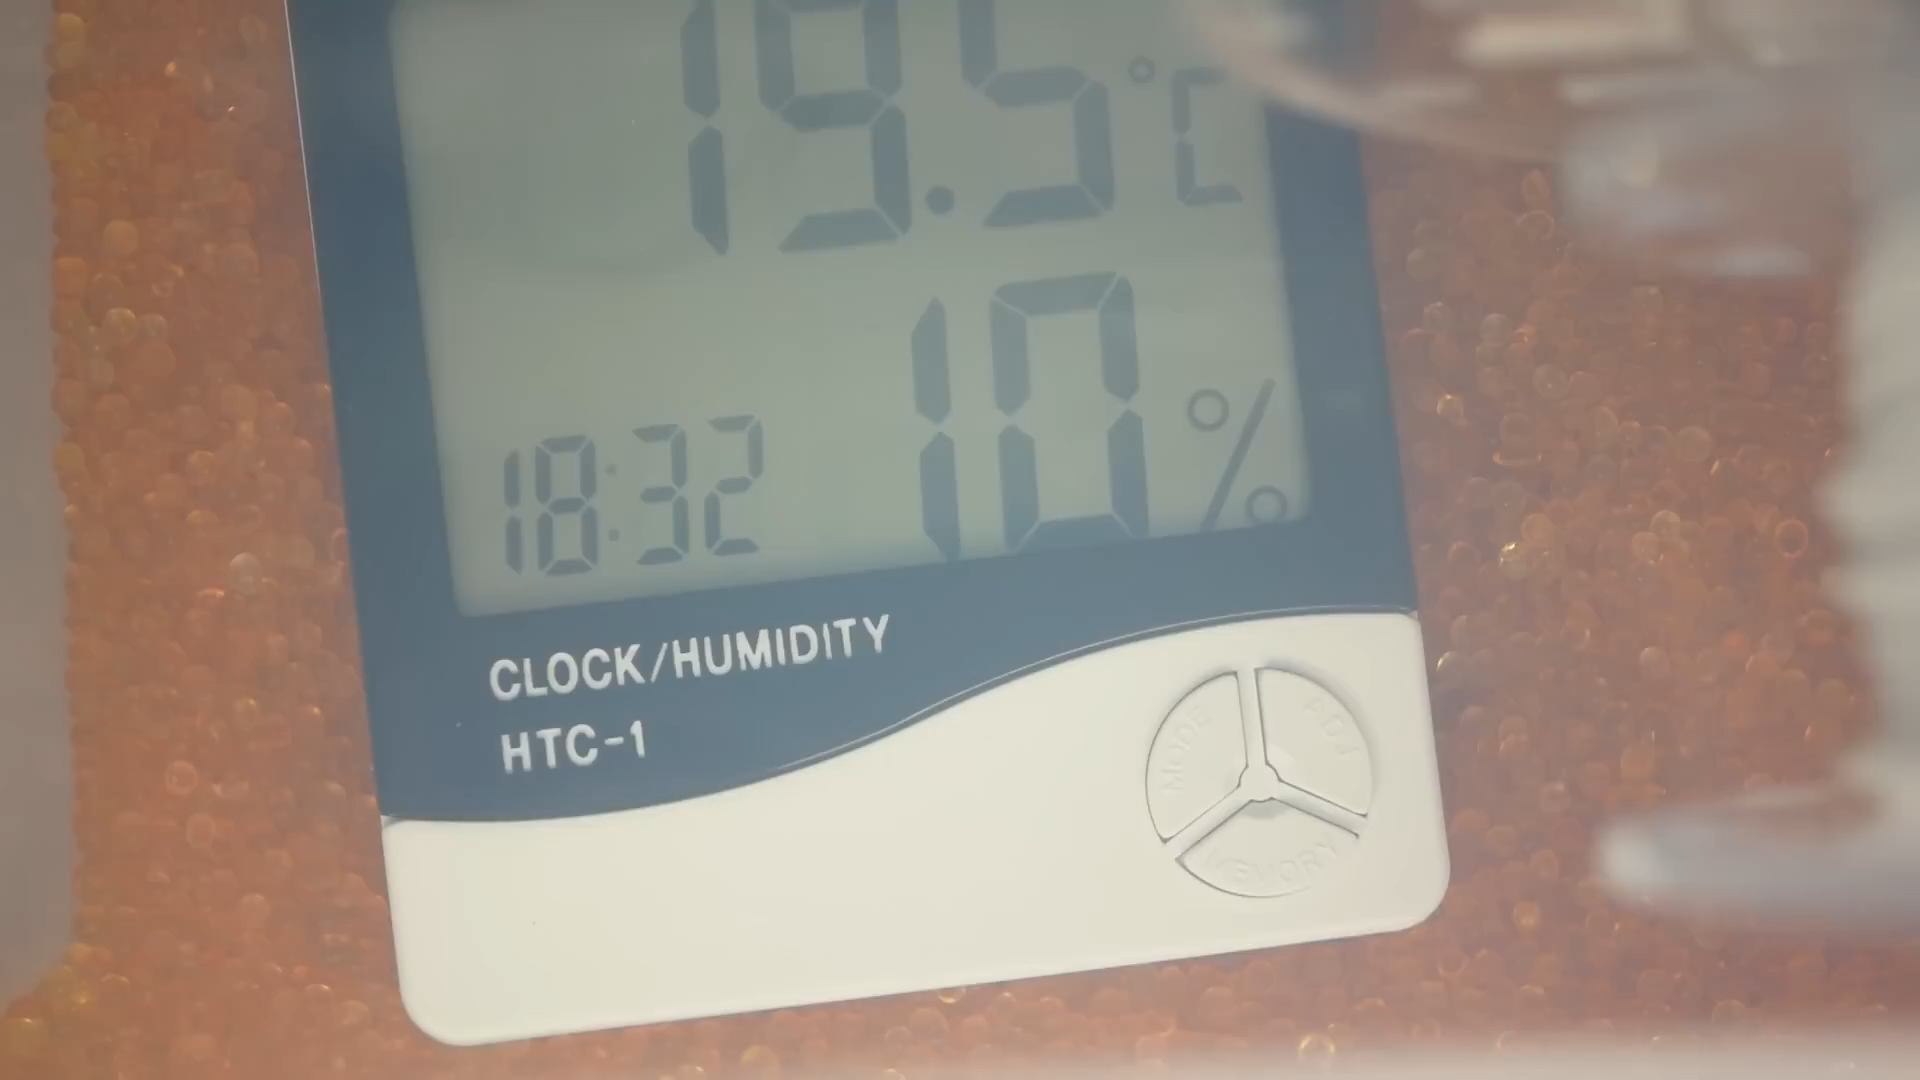 19.5 °C
10 %
18:32
CLOCK/HUMIDITY
HTC-1
MODE
ADJ
MEMORY